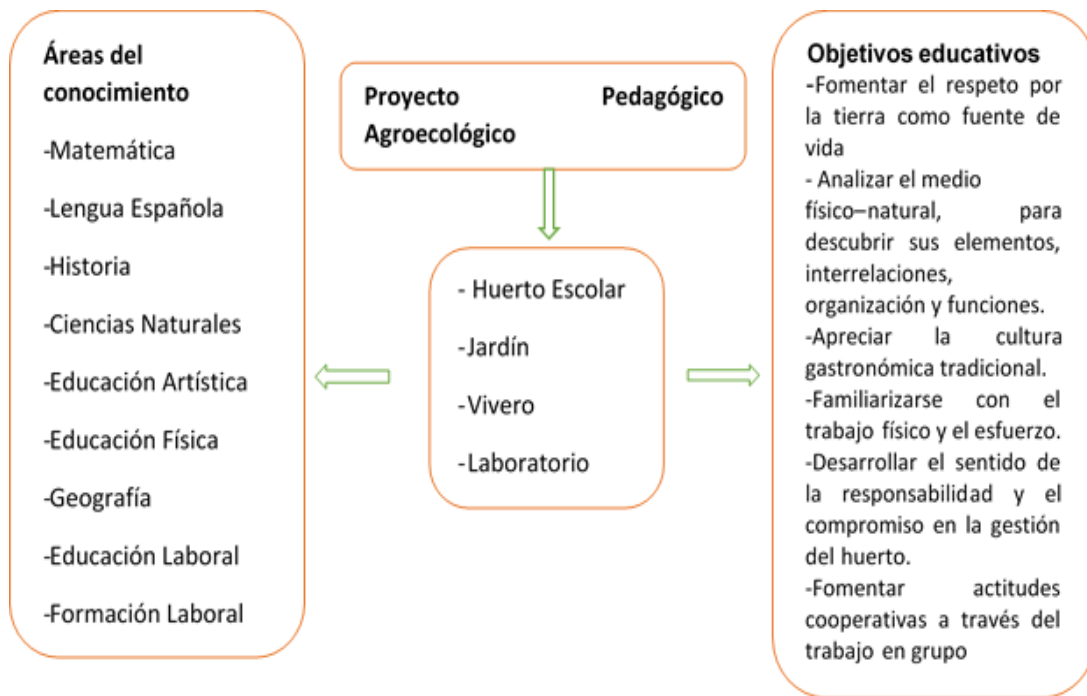 Áreas del
conocimiento
-Matemática
-Lengua Española
-Historia
-Ciencias Naturales
-Educación Artística
-Educación Física
-Geografía
-Educación Laboral
-Formación Laboral
Proyecto Pedagógico
Agroecológico
- Huerto Escolar
-Jardín
-Vivero
-Laboratorio
Objetivos educativos
-Fomentar el respeto por
la tierra como fuente de
vida
- Analizar el medio
físico–natural, para
descubrir sus elementos,
interrelaciones,
organización y funciones.
-Apreciar la cultura
gastronómica tradicional.
-Familiarizarse con el
trabajo físico y el esfuerzo.
-Desarrollar el sentido de
la responsabilidad y el
compromiso en la gestión
del huerto.
-Fomentar actitudes
cooperativas a través del
trabajo en grupo